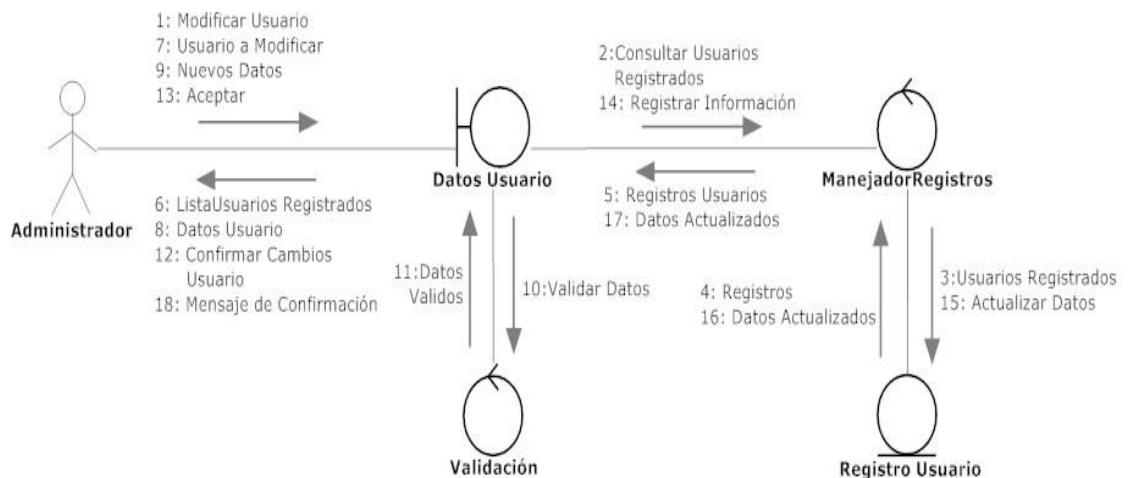 1: Modificar Usuario
7: Usuario a Modificar
9: Nuevos Datos
13: Aceptar
2:Consultar Usuarios
Registrados
14: Registrar Información
Datos Usuario
ManejadorRegistros
Administrador
6: ListaUsuarios Registrados
8: Datos Usuario
12: Confirmar Cambios
Usuario
18: Mensaje de Confirmación
5: Registros Usuarios
17: Datos Actualizados
11:Datos
Validos
10:Validar Datos
4: Registros
16: Datos Actualizados
3:Usuarios Registrados
15: Actualizar Datos
Validación
Registro Usuario